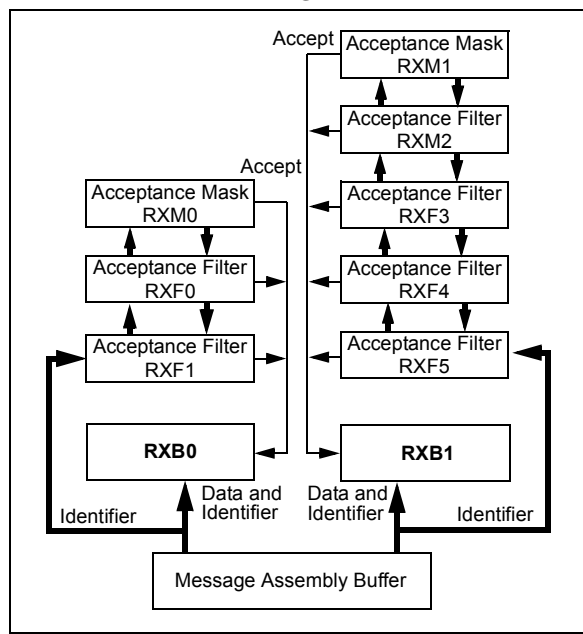 Accept
Acceptance Mask
RXM1
Acceptance Filter
RXM2
Accept
Acceptance Mask
RXM0
Acceptance Filter
RXF3
Acceptance Filter
RXF0
Acceptance Filter
RXF4
Acceptance Filter
RXF1
Acceptance Filter
RXF5
RXB0
RXB1
Identifier
Data and
Identifier
Data and
Identifier
Identifier
Message Assembly Buffer